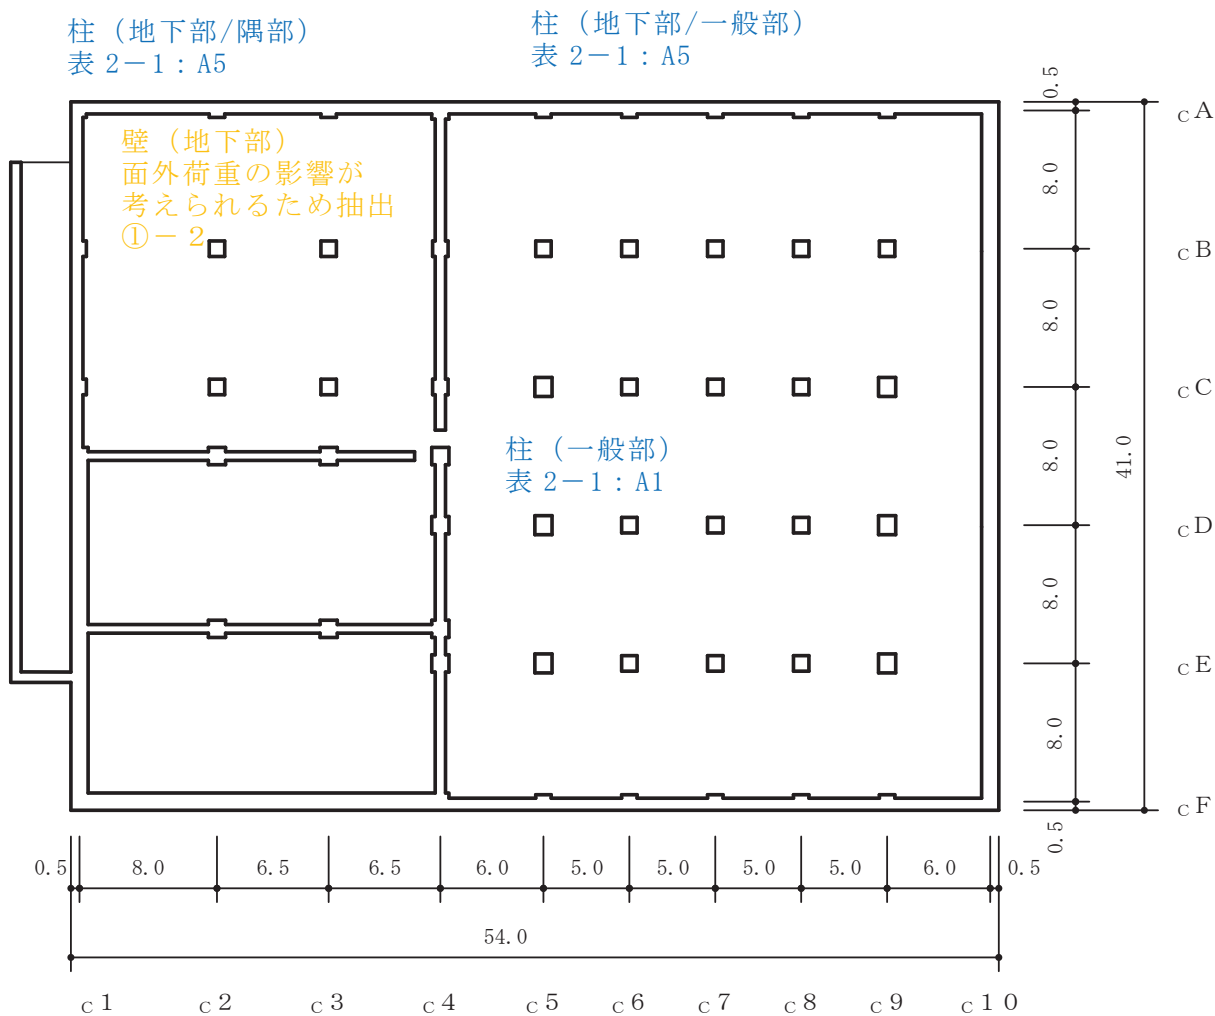 柱（地下部/隅部）
表 2－1：A5
柱（地下部/一般部）
表 2－1：A5
壁（地下部）
面外荷重の影響が
考えられるため抽出
①－２
柱（一般部）
表 2－1：A1
0.5
8.0
8.0
8.0
8.0
8.0
0.5
41.0
cA
cB
cC
cD
cE
cF
0.5 8.0 6.5 6.5 6.0 5.0 5.0 5.0 5.0 6.0 0.5
54.0
c１ c２ c３ c４ c５ c６ c７ c８ c９ c１０